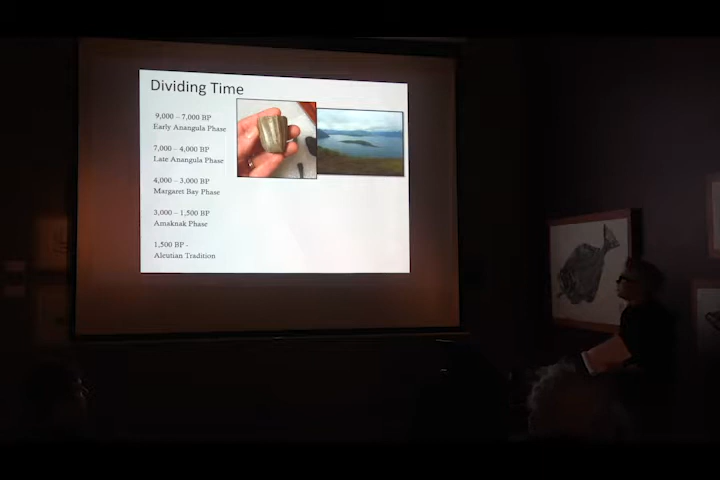 Dividing Time
9,000 – 7,000 BP
Early Anangula Phase
7,000 – 4,000 BP
Late Anangula Phase
4,000 – 3,000 BP
Margaret Bay Phase
3,000 – 1,500 BP
Amaknak Phase
1,500 BP -
Aleutian Tradition